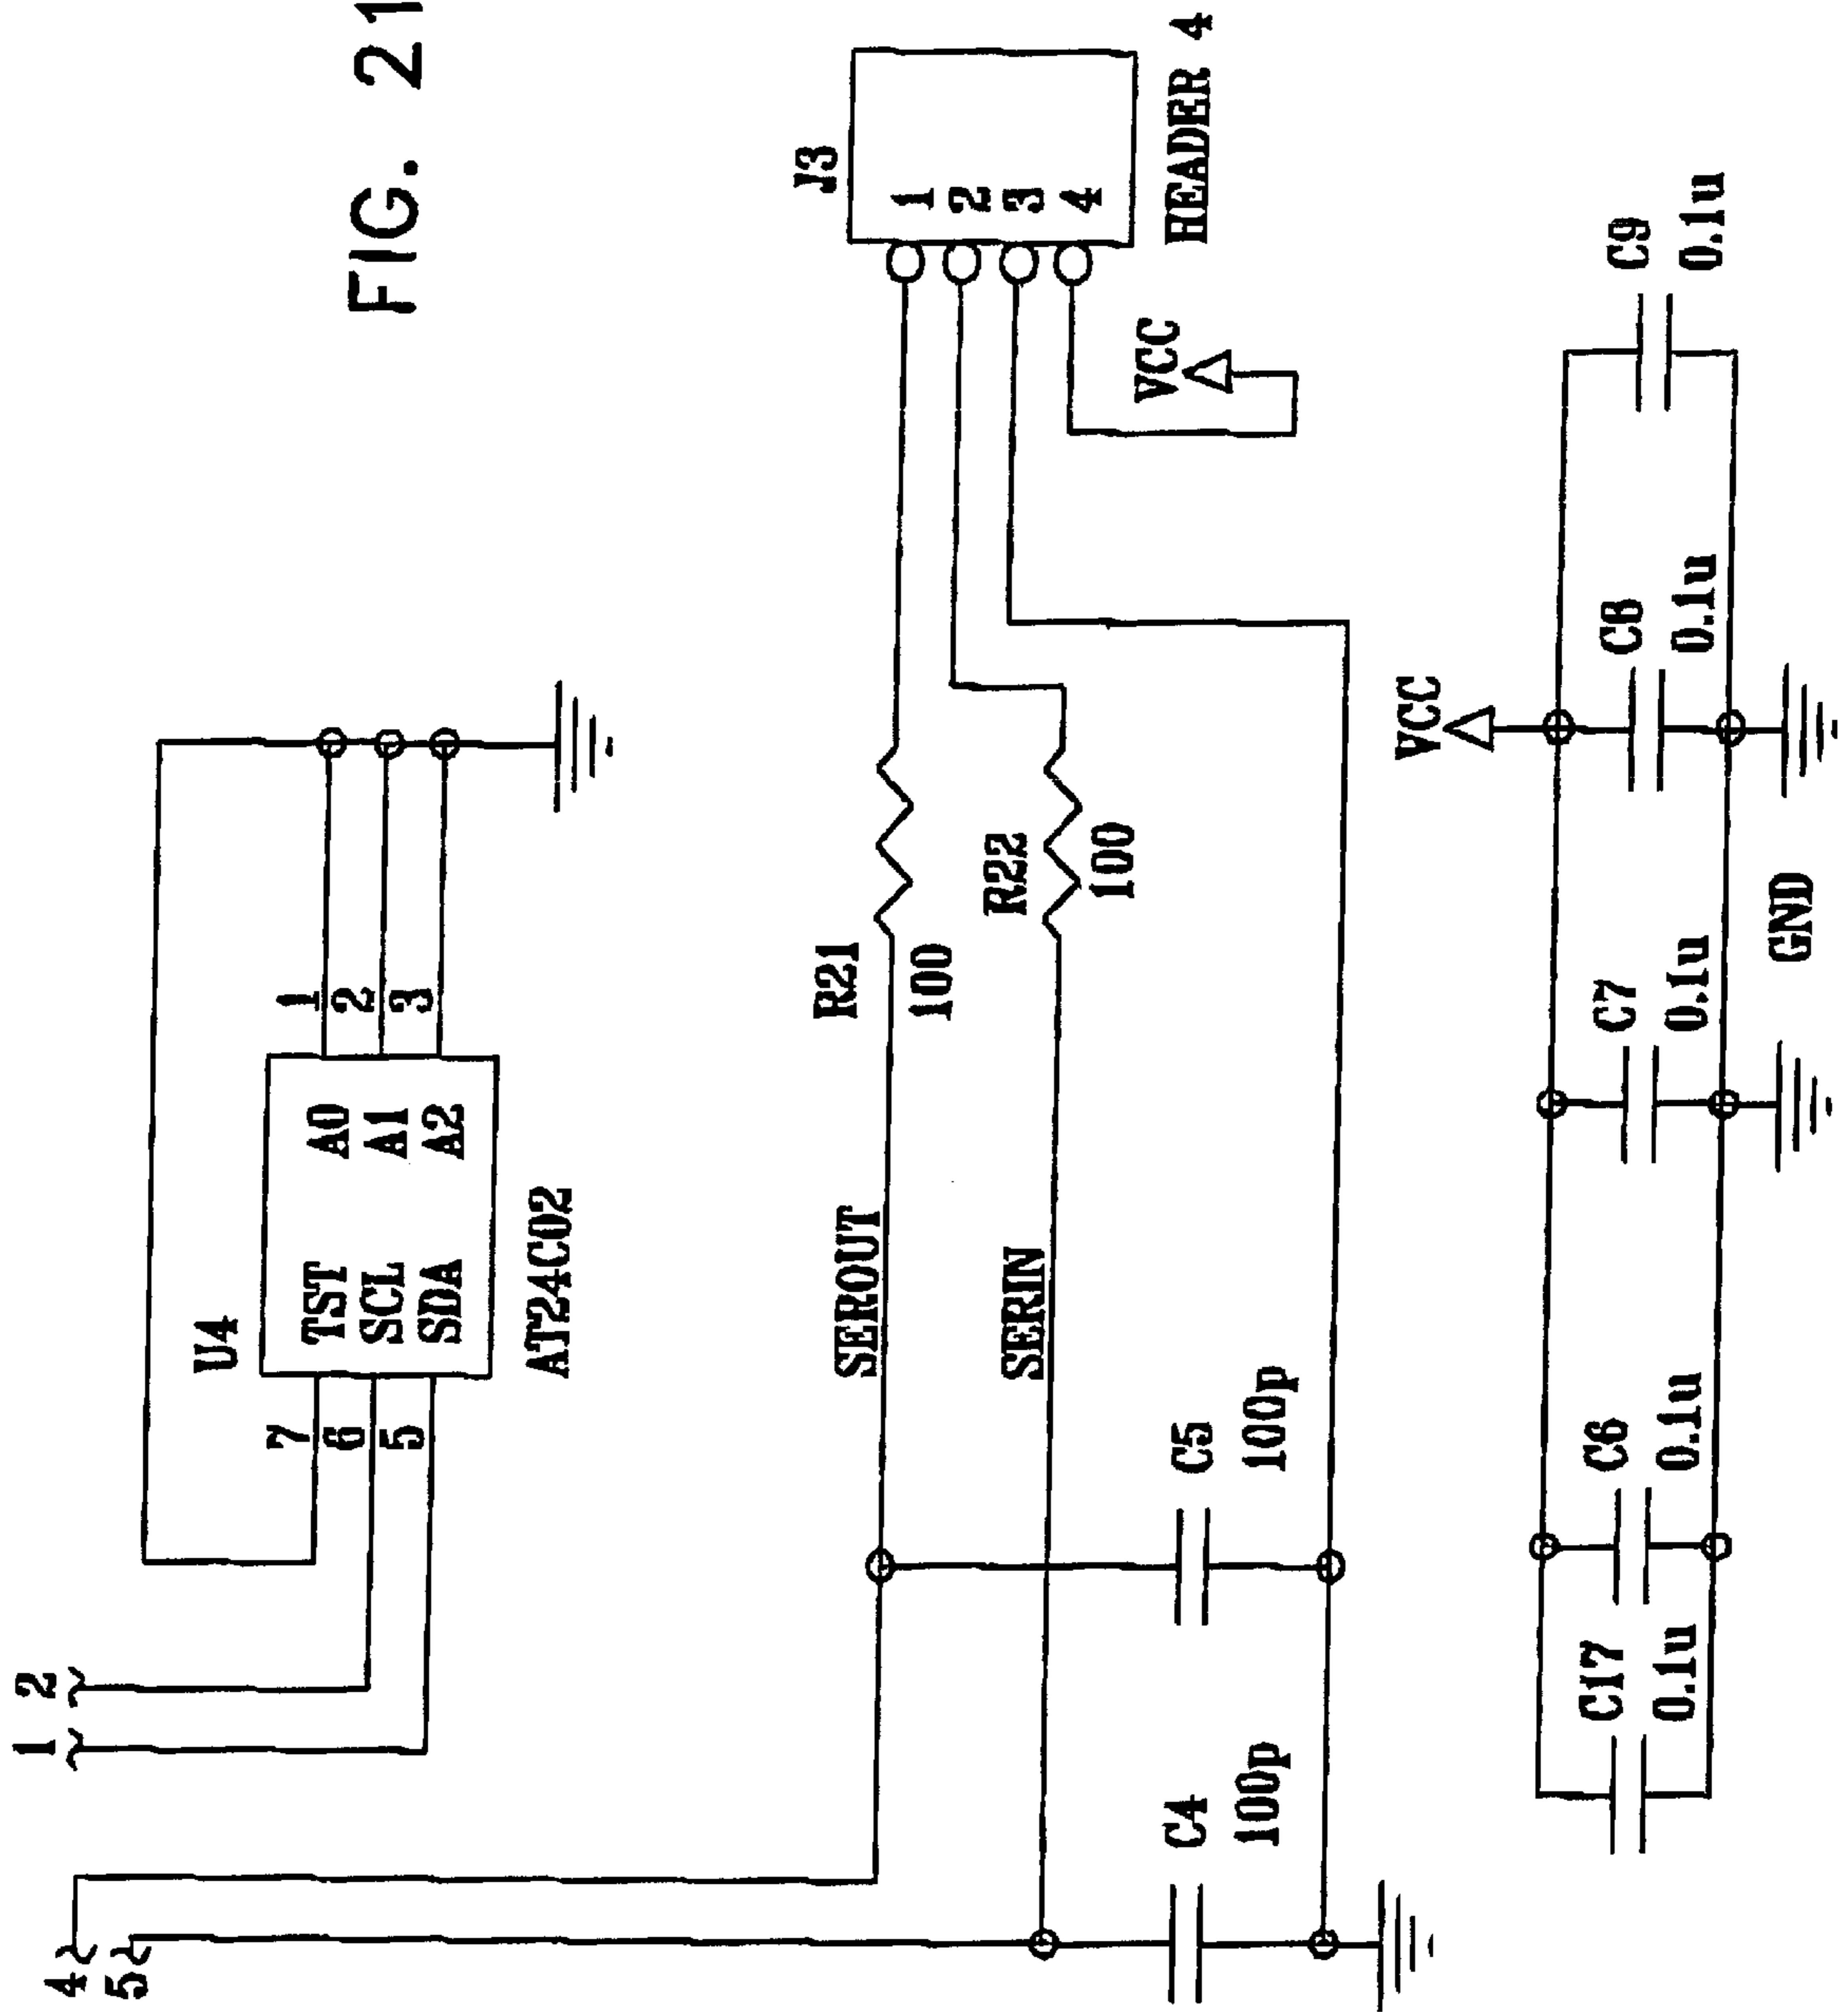 FIG. 21
1
2
4
5
U4
7
6
5
TST
SCL
SDA
A0
A1
A2
1
2
3
AT24C02
SEROUT
R21
100
SERIN
R22
100
J3
1
2
3
4
HEADER 4
VCC
C4
100p
C5
100p
VCC
C17
0.1u
C6
0.1u
C7
0.1u
C8
0.1u
C9
0.1u
GND